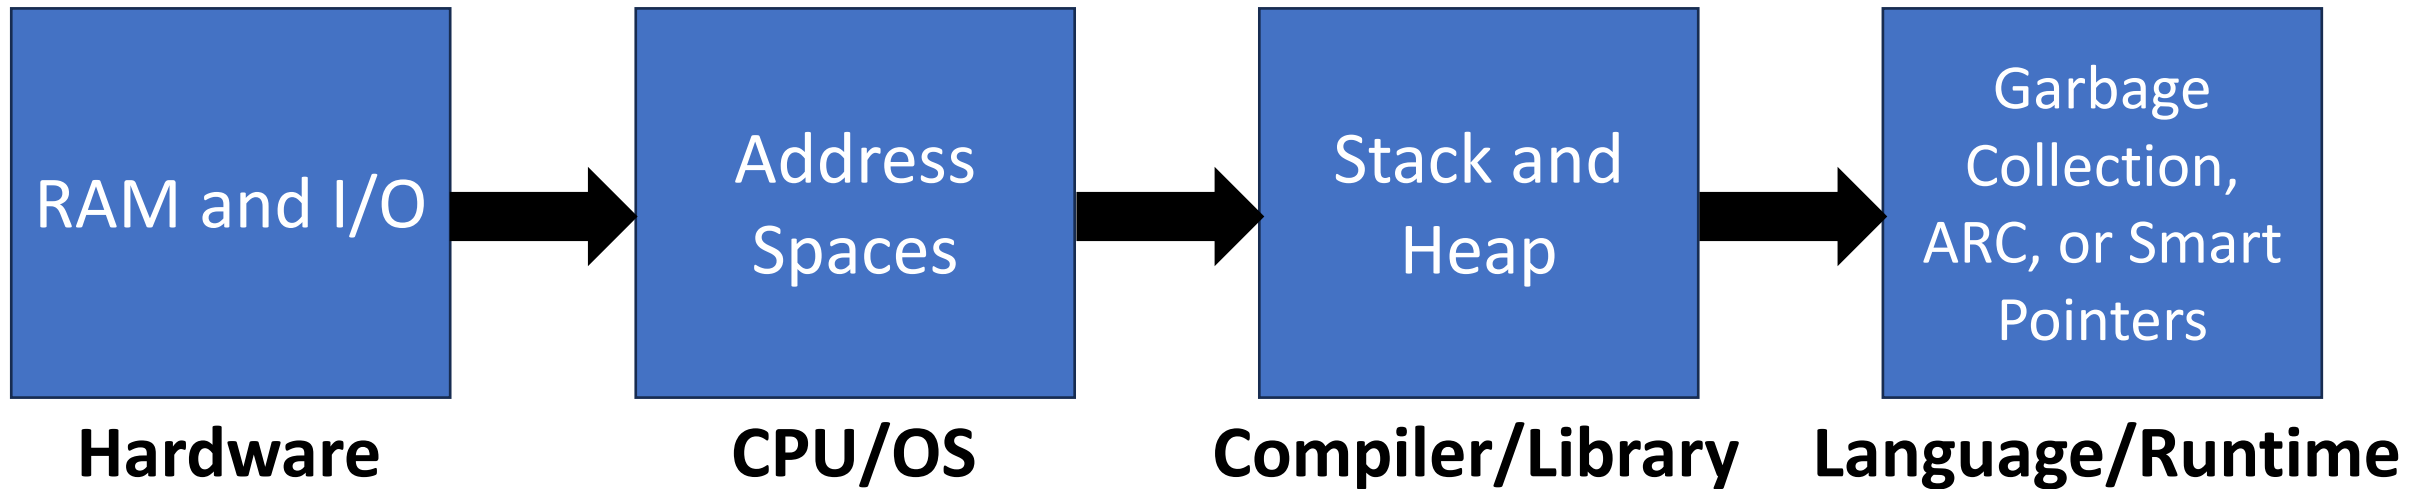 RAM and I/O
Address
Spaces
Stack and
Heap
Garbage
Collection,
ARC, or Smart
Pointers
Hardware
CPU/OS
Compiler/Library
Language/Runtime